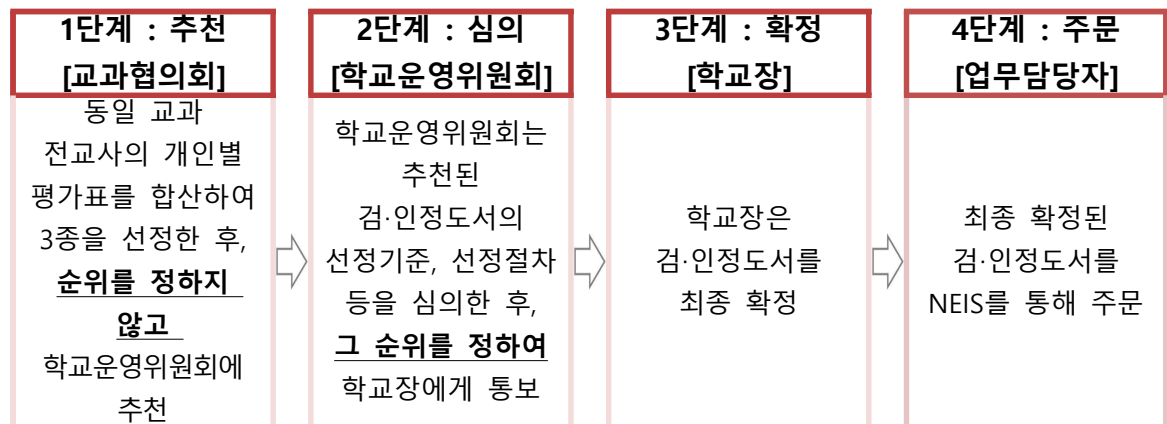 1단계 : 추천
[교과협의회]
동일 교과
전교사의 개인별
평가표를 합산하여
3종을 선정한 후,
순위를 정하지
않고
학교운영위원회에
추천
2단계 : 심의
[학교운영위원회]
학교운영위원회는
추천된
검·인정도서의
선정기준, 선정절차
등을 심의한 후,
그 순위를 정하여
학교장에게 통보
3단계 : 확정
[학교장]
학교장은
검·인정도서를
최종 확정
4단계 : 주문
[업무담당자]
최종 확정된
검·인정도서를
NEIS를 통해 주문